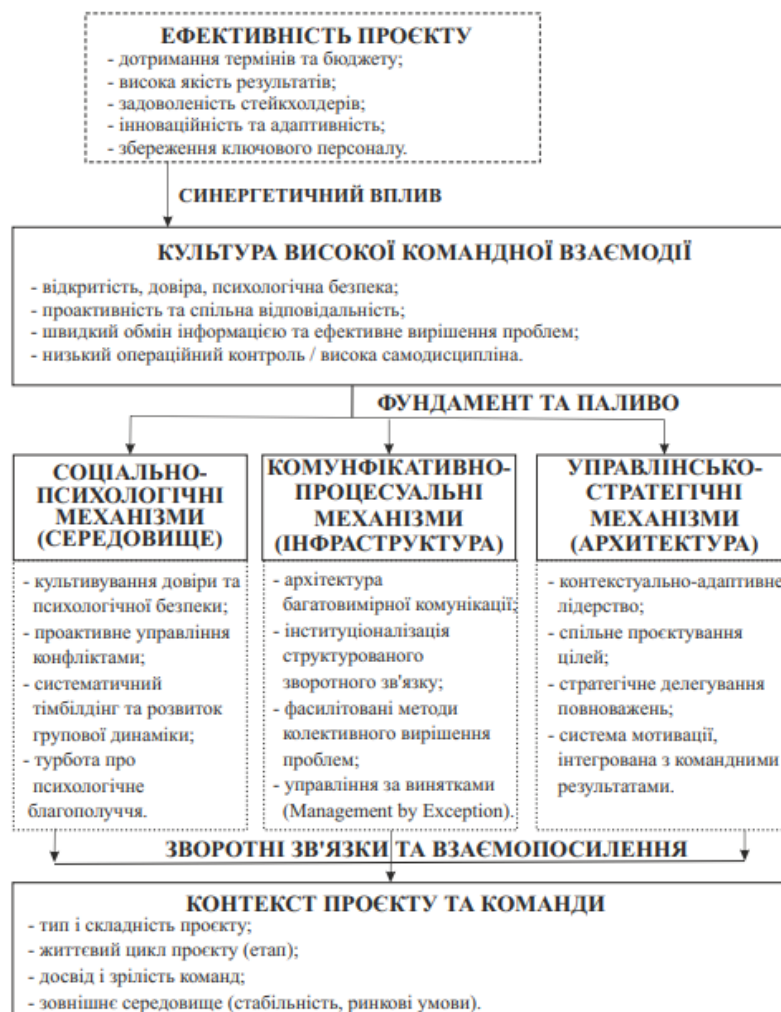 ЕФЕКТИВНІСТЬ ПРОЄКТУ
- дотримання термінів та бюджету;
- висока якість результатів;
- задоволеність стейкхолдерів;
- інноваційність та адаптивність;
- збереження ключового персоналу.
СИНЕРГЕТИЧНИЙ ВПЛИВ
КУЛЬТУРА ВИСОКОЇ КОМАНДНОЇ ВЗАЄМОДІЇ
- відкритість, довіра, психологічна безпека;
- проактивність та спільна відповідальність;
- швидкий обмін інформацією та ефективне вирішення проблем;
- низький операційний контроль / висока самодисципліна.
ФУНДАМЕНТ ТА ПАЛИВО
СОЦІАЛЬНО-
ПСИХОЛОГІЧНІ
МЕХАНІЗМИ
(СЕРЕДОВИЩЕ)
- культивування довіри та
психологічної безпеки;
- проактивне управління
конфліктами;
- систематичний
тімбілдінг та розвиток
групової динаміки;
- турбота про
психологічне
благополуччя.
КОМУНФІКАТИВНО-
ПРОЦЕСУАЛЬНІ
МЕХАНІЗМИ
(ІНФРАСТРУКТУРА)
- архітектура
багатовимірної комунікації;
- інституціоналізація
структурованого
зворотного зв'язку;
- фасилітовані методи
колективного вирішення
проблем;
- управління за винятками
(Management by Exception).
УПРАВЛІНСЬКО-
СТРАТЕГІЧНІ
МЕХАНІЗМИ
(АРХИТЕКТУРА)
- контекстуально-адаптивне
лідерство;
- спільне проєктування
цілей;
- стратегічне делегування
повноважень;
- система мотивації,
інтегрована з командними
результатами.
ЗВОРОТНІ ЗВ'ЯЗКИ ТА ВЗАЄМОПОСИЛЕННЯ
КОНТЕКСТ ПРОЄКТУ ТА КОМАНДИ
- тип і складність проєкту;
- життєвий цикл проєкту (етап);
- досвід і зрілість команд;
- зовнішнє середовище (стабільність, ринкові умови).